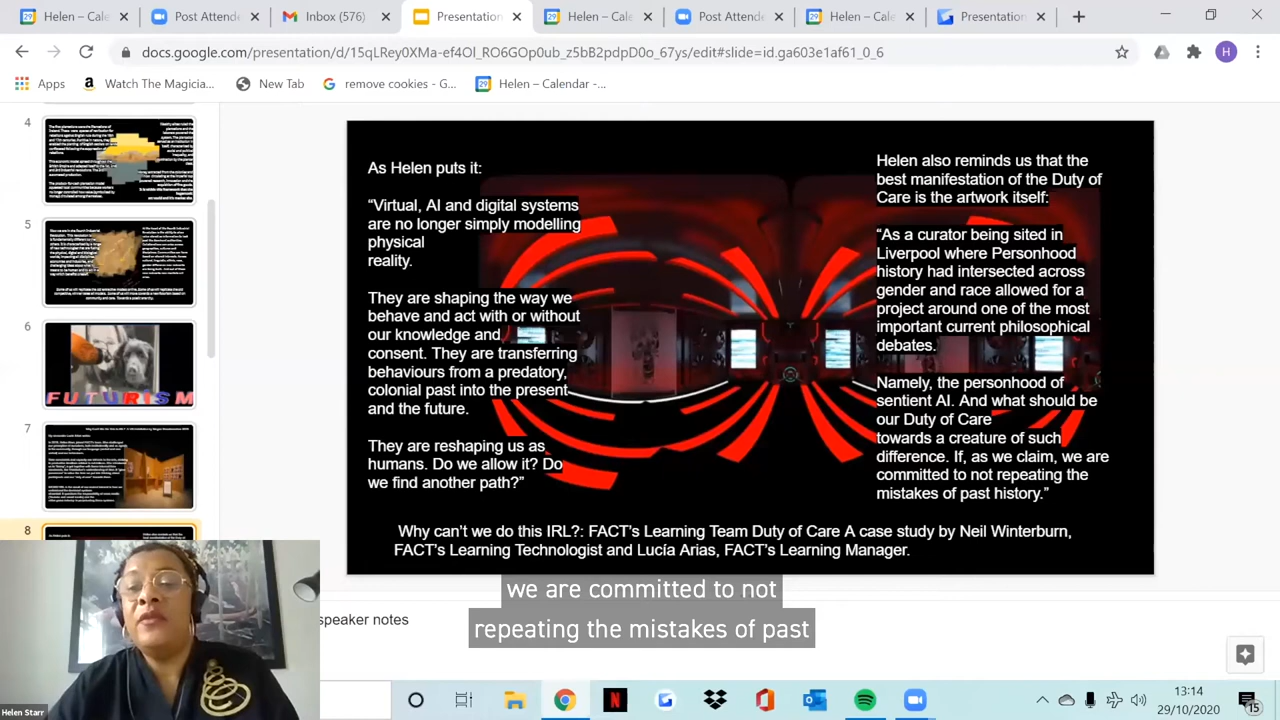 Post Attende
Inbox (576)
Presentation
Helen – Cale
Post Attende
Helen – Cale
Presentation
docs.google.com/presentation/d/15qLRey0XMa-ef4Ol_RO6GOp0ub_z5bB2pdpD0o_67ys/edit#slide=id.ga603e1af61_0_6
H
Apps
Watch The Magicia...
New Tab
remove cookies - G...
Helen – Calendar -...
4
5
6
FUTURISM
7
8
As Helen puts it:
“Virtual, AI and digital systems
are no longer simply modelling
physical
reality.
They are shaping the way we
behave and act with or without
our knowledge and
consent. They are transferring
behaviours from a predatory,
colonial past into the present
and the future.
They are reshaping us as
humans. Do we follow or do
we find another path?”
Helen also reminds us that the
best manifestation of the Duty of
Care is the artwork itself:
“As a curator being sited in
Liverpool where Personhood
history had intersected across
gender and race allowed for a
project around one of the most
important current philosophical
debates.
Namely, the personhood of
sentient AI. And what should be
our Duty of Care
in the presence of such
difference. If, as we claim, we are
committed to not repeating the
mistakes of past history.”
Why can’t we do this IRL?: FACT’s Learning Team Duty of Care A case study by Neil Winterburn,
FACT’s Learning Technologist and Lucia Arias, FACT’s Learning Manager.
we are committed to not
repeating the mistakes of past
speaker notes
Helen Starr
13:14
29/10/2020
15